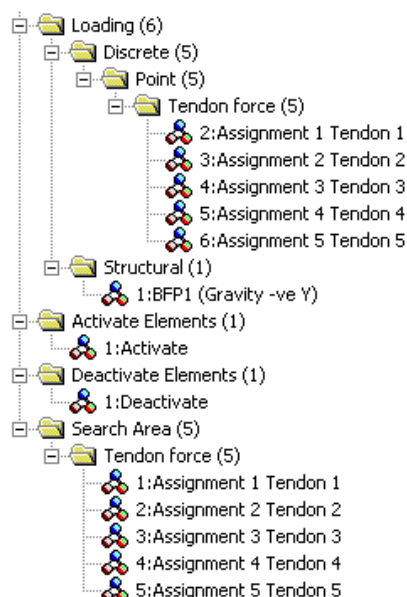 Loading (6)
Discrete (5)
Point (5)
Tendon force (5)
2:Assignment 1 Tendon 1
3:Assignment 2 Tendon 2
4:Assignment 3 Tendon 3
5:Assignment 4 Tendon 4
6:Assignment 5 Tendon 5
Structural (1)
1:BFP1 (Gravity -ve Y)
Activate Elements (1)
1:Activate
Deactivate Elements (1)
1:Deactivate
Search Area (5)
Tendon force (5)
1:Assignment 1 Tendon 1
2:Assignment 2 Tendon 2
3:Assignment 3 Tendon 3
4:Assignment 4 Tendon 4
5:Assignment 5 Tendon 5